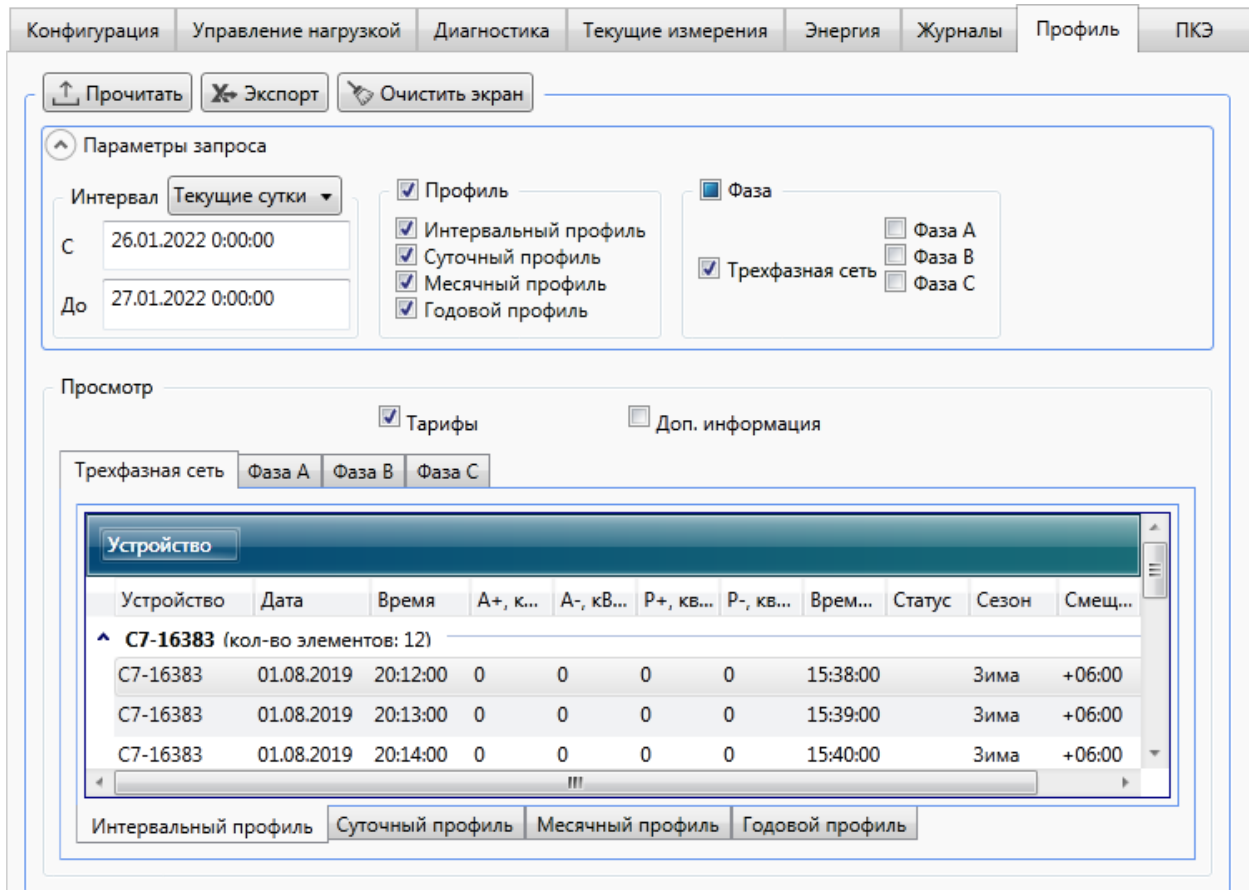 Конфигурация Управление нагрузкой Диагностика Текущие измерения Энергия Журналы Профиль ПКЭ
Прочитать Экспорт Очистить экран
Параметры запроса
Интервал Текущие сутки Профиль Фаза
С 26.01.2022 0:00:00 Интервальный профиль Фаза А
Суточный профиль Трехфазная сеть Фаза В
До 27.01.2022 0:00:00 Месячный профиль Фаза С
Годовой профиль
Просмотр
Тарифы Доп. информация
Трехфазная сеть Фаза А Фаза В Фаза С
Устройство
Устройство Дата Время А+, к... А-, кВ... Р+, кв... Р-, кв... Врем... Статус Сезон Смещ...
С7-16383 (кол-во элементов: 12)
С7-16383 01.08.2019 20:12:00 0 0 0 0 15:38:00 Зима +06:00
С7-16383 01.08.2019 20:13:00 0 0 0 0 15:39:00 Зима +06:00
С7-16383 01.08.2019 20:14:00 0 0 0 0 15:40:00 Зима +06:00
Интервальный профиль Суточный профиль Месячный профиль Годовой профиль